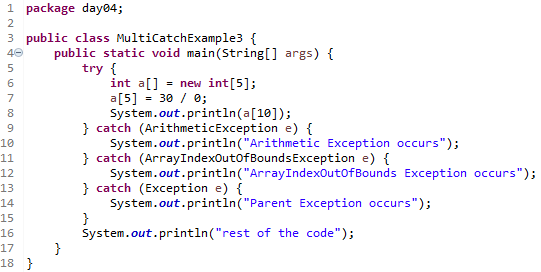 1 package day04;
2
3 public class MultiCatchExample3 {
4     public static void main(String[] args) {
5         try {
6             int a[] = new int[5];
7             a[5] = 30 / 0;
8             System.out.println(a[10]);
9         } catch (ArithmeticException e) {
10             System.out.println("Arithmetic Exception occurs");
11         } catch (ArrayIndexOutOfBoundsException e) {
12             System.out.println("ArrayIndexOutOfBounds Exception occurs");
13         } catch (Exception e) {
14             System.out.println("Parent Exception occurs");
15         }
16         System.out.println("rest of the code");
17     }
18 }